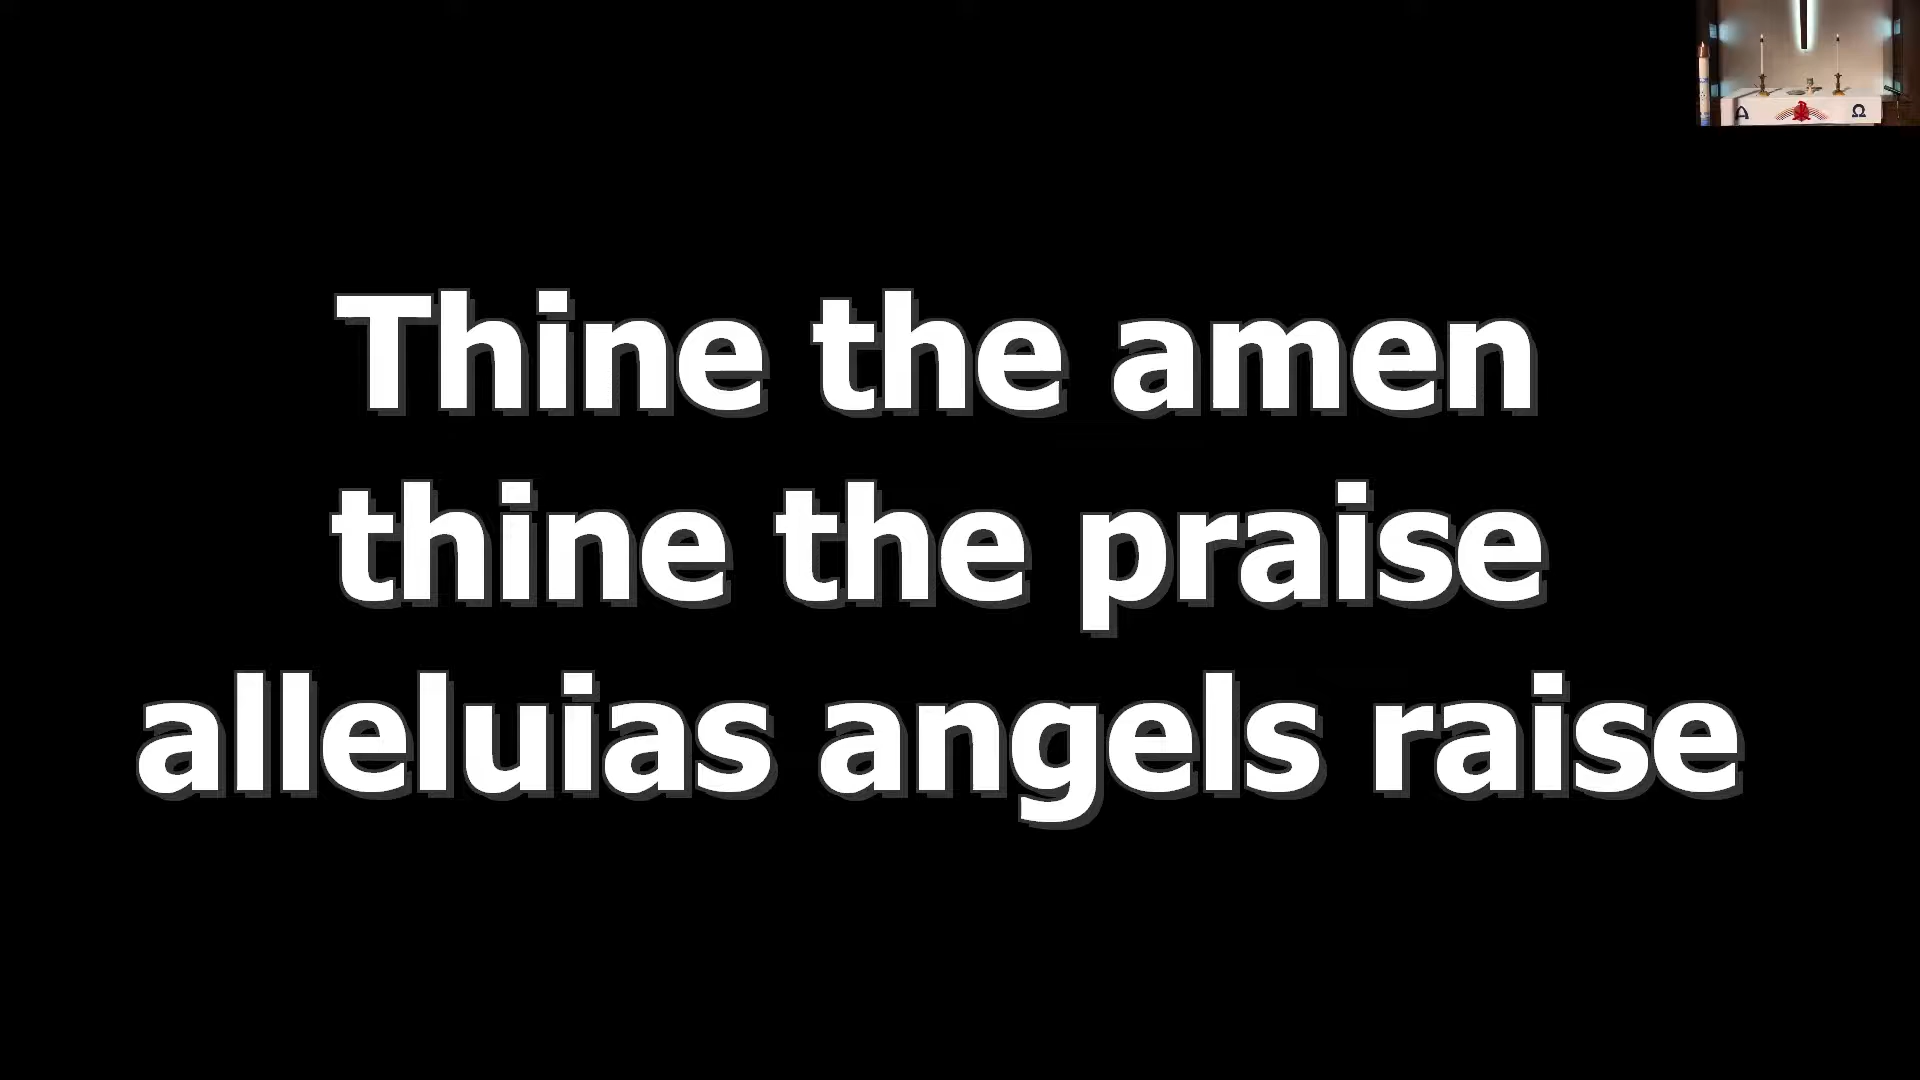 Thine the amen
thine the praise
alleluias angels raise
Α Ω